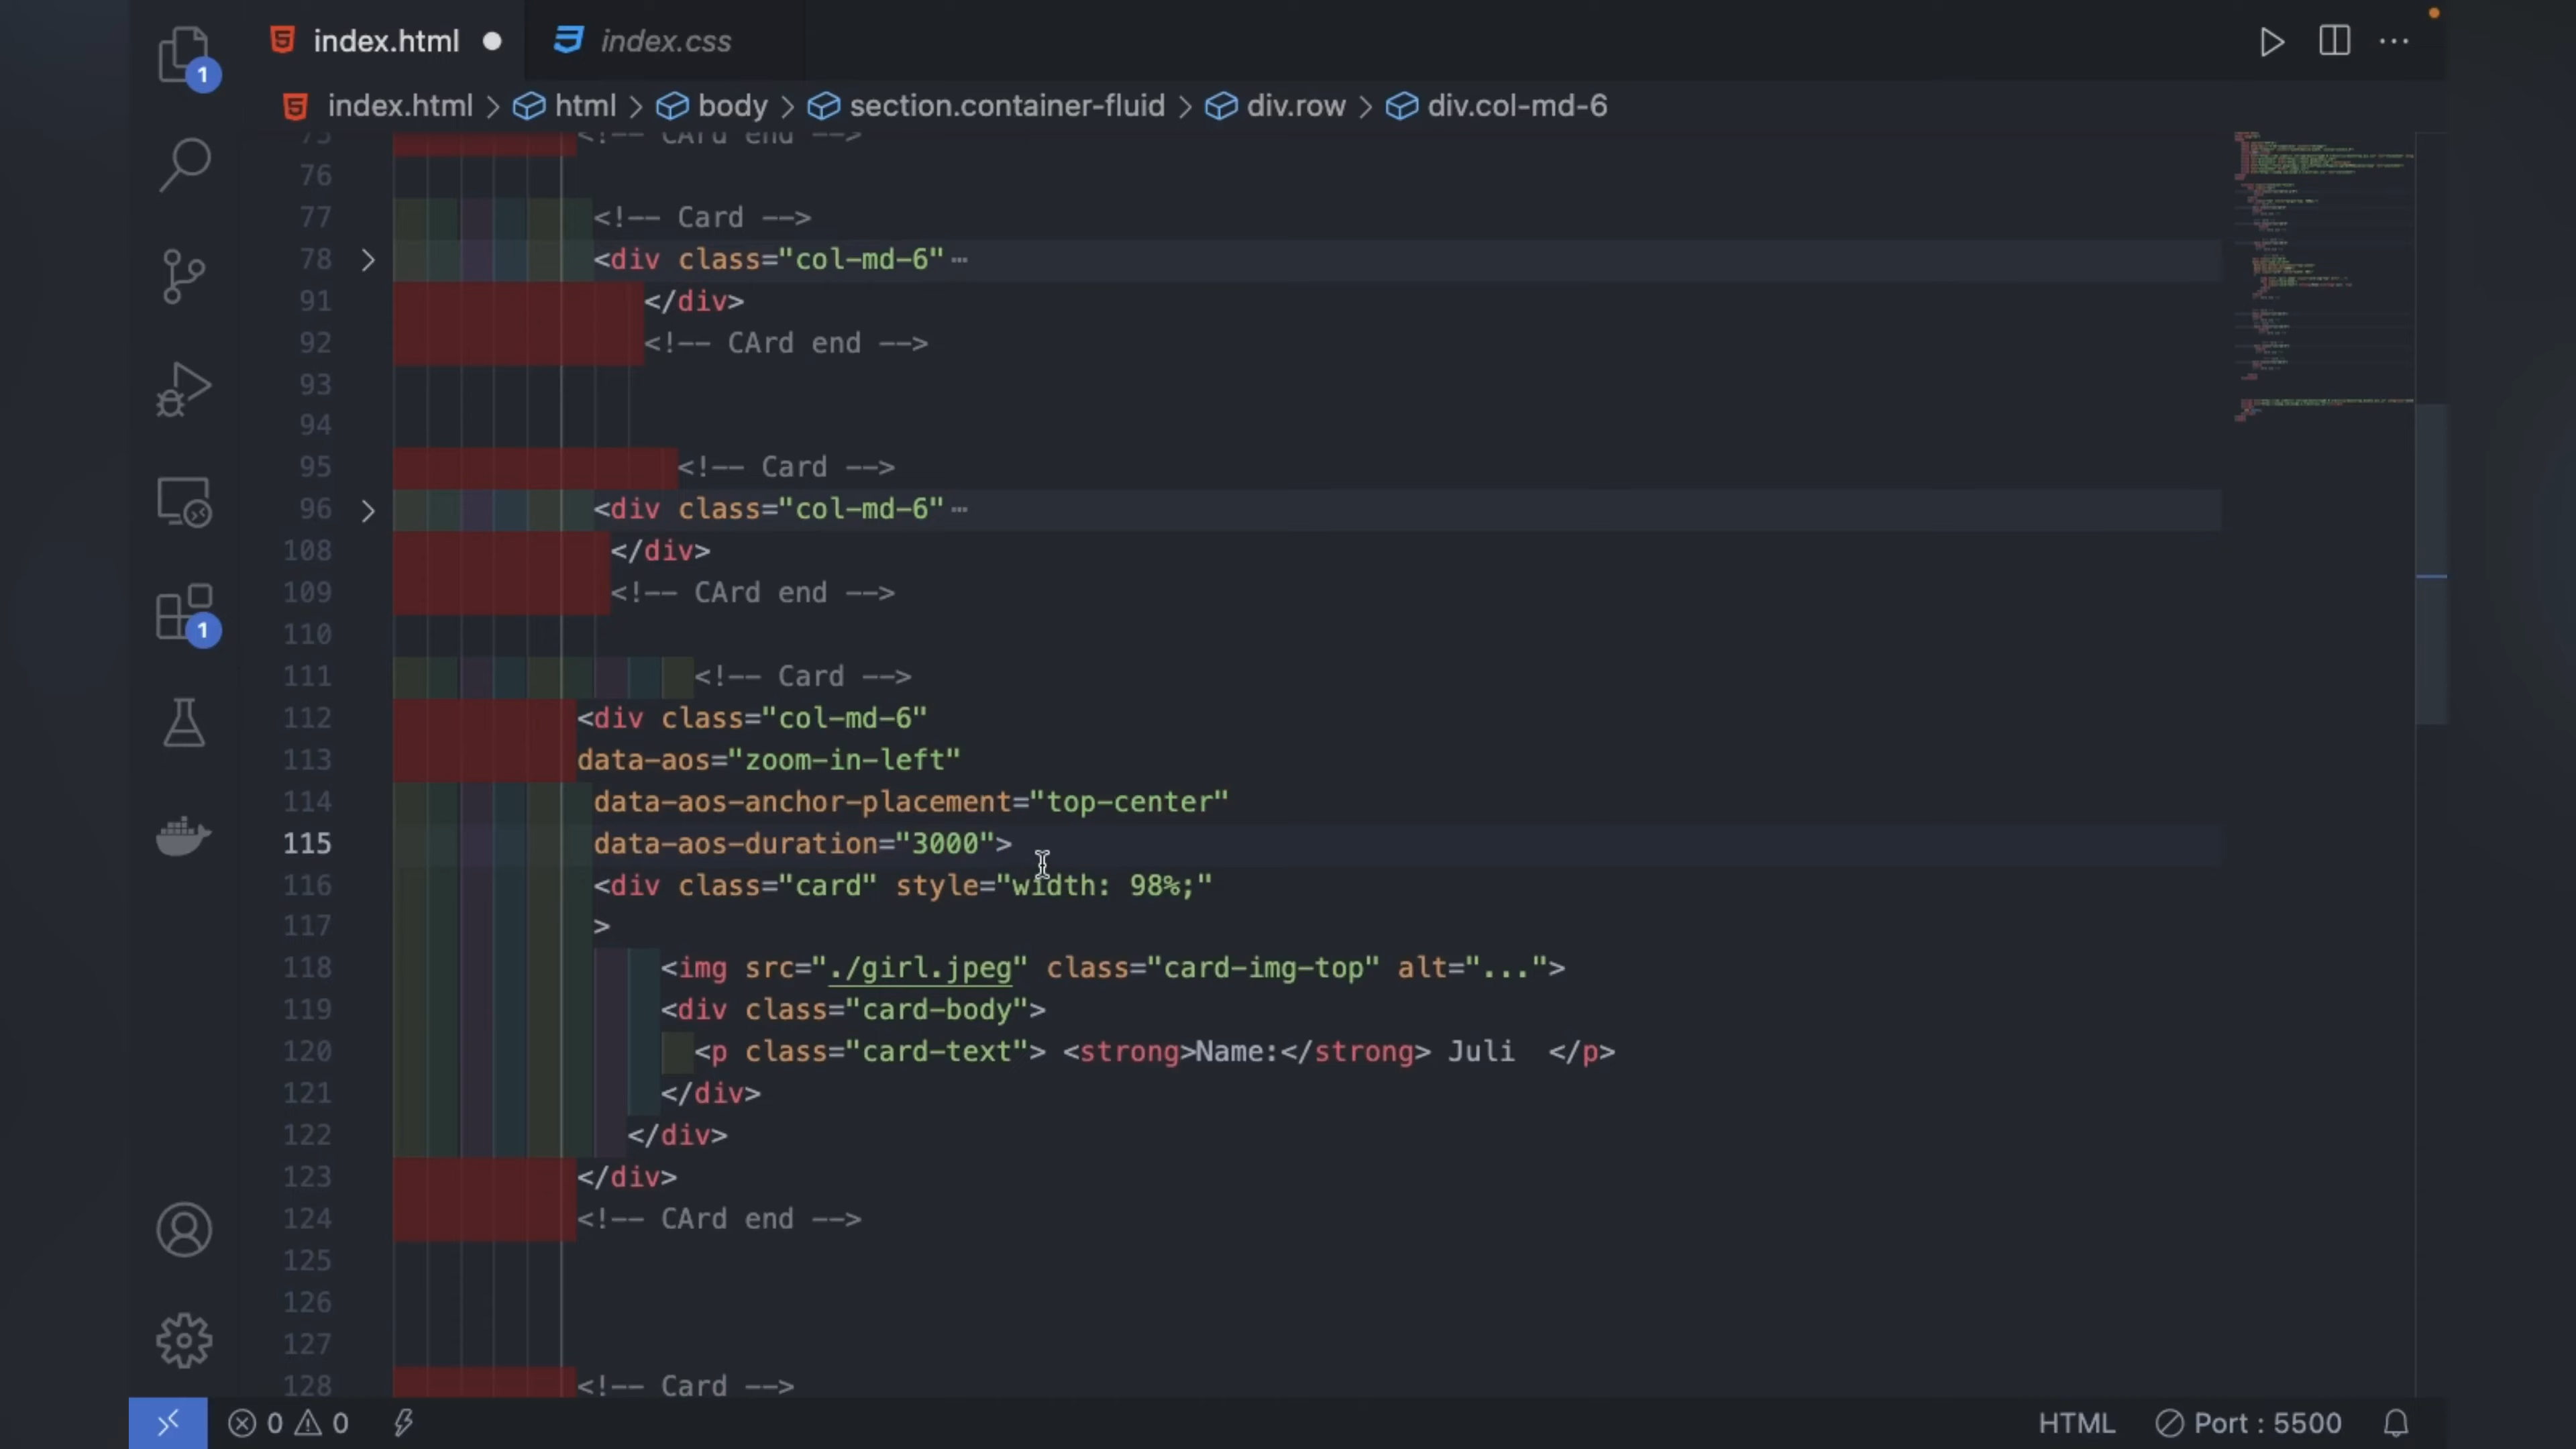 index.html ● index.css
index.html > html > body > section.container-fluid > div.row > div.col-md-6
75 <!-- CArd end -->
76
77 <!-- Card -->
78 <div class="col-md-6" ⋯
91 </div>
92 <!-- CArd end -->
93
94
95 <!-- Card -->
96 <div class="col-md-6" ⋯
108 </div>
109 <!-- CArd end -->
110
111 <!-- Card -->
112 <div class="col-md-6"
113 data-aos="zoom-in-left"
114 data-aos-anchor-placement="top-center"
115 data-aos-duration="3000">
116 <div class="card" style="width: 98%;"
117 >
118 <img src="./girl.jpeg" class="card-img-top" alt="...">
119 <div class="card-body">
120 <p class="card-text"> <strong>Name:</strong> Juli  </p>
121 </div>
122 </div>
123 </div>
124 <!-- CArd end -->
125
126
127
128 <!-- Card -->
1
1
0 0
HTML Port : 5500